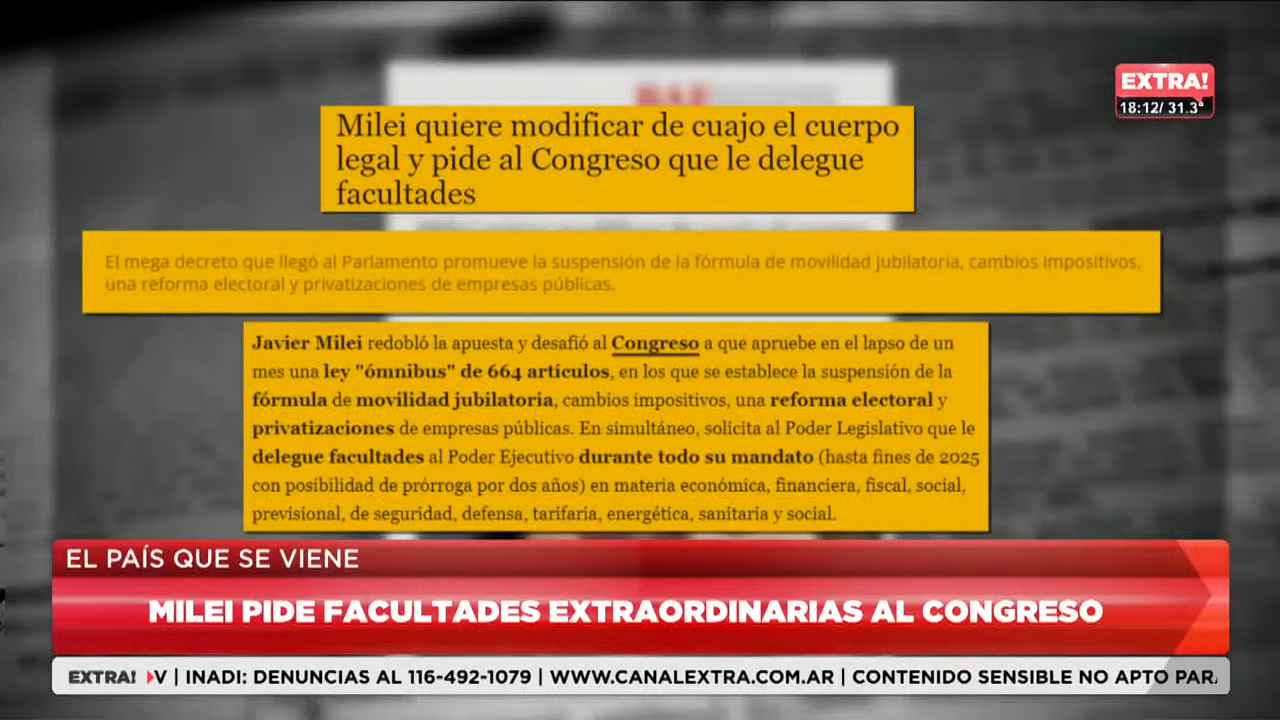 EXTRA!
18:12/ 31.3°
Milei quiere modificar de cuajo el cuerpo
legal y pide al Congreso que le delegue
facultades
El mega decreto que llegó al Parlamento promueve la suspensión de la fórmula de movilidad jubilatoria, cambios impositivos,
una reforma electoral y privatizaciones de empresas públicas.
Javier Milei redobló la apuesta y desafió al Congreso a que apruebe en el lapso de un
mes una ley "ómnibus" de 664 artículos, en los que se establece la suspensión de la
fórmula de movilidad jubilatoria, cambios impositivos, una reforma electoral y
privatizaciones de empresas públicas. En simultáneo, solicita al Poder Legislativo que le
delegue facultades al Poder Ejecutivo durante todo su mandato (hasta fines de 2025
con posibilidad de prórroga por dos años) en materia económica, financiera, fiscal, social,
previsional, de seguridad, defensa, tarifaria, energética, sanitaria y social.
EL PAÍS QUE SE VIENE
MILEI PIDE FACULTADES EXTRAORDINARIAS AL CONGRESO
EXTRA! V | INADI: DENUNCIAS AL 116-492-1079 | WWW.CANALEXTRA.COM.AR | CONTENIDO SENSIBLE NO APTO PAR